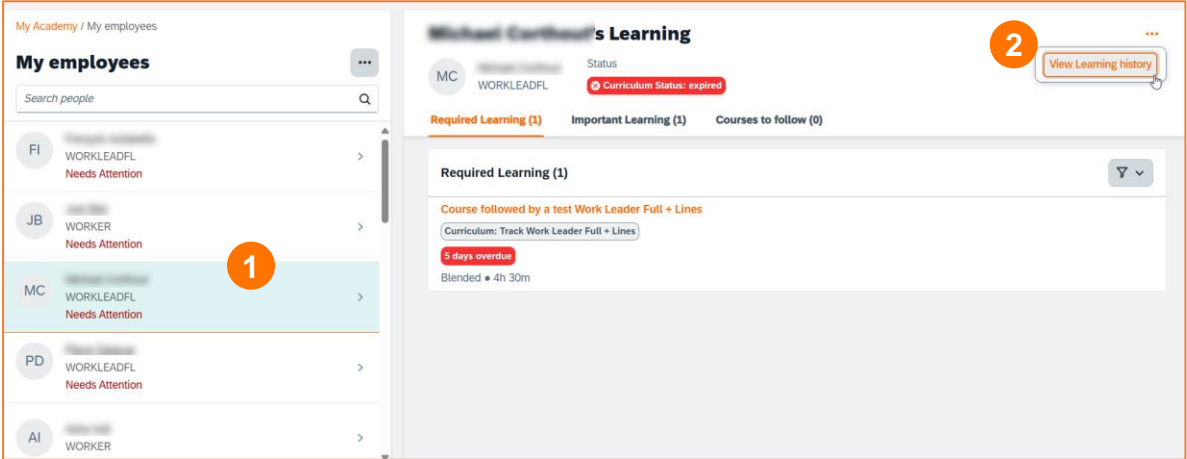 My Academy / My employees
My employees
...
Search people
FI
WORKLEADFL
Needs Attention
JB
WORKER
Needs Attention
1
MC
WORKLEADFL
Needs Attention
PD
WORKLEADFL
Needs Attention
AI
WORKER
's Learning
...
2
View Learning history
MC
WORKLEADFL
Status
Curriculum Status: expired
Required Learning (1) Important Learning (1) Courses to follow (0)
Required Learning (1)
Course followed by a test Work Leader Full + Lines
Curriculum: Track Work Leader Full + Lines
5 days overdue
Blended • 4h 30m